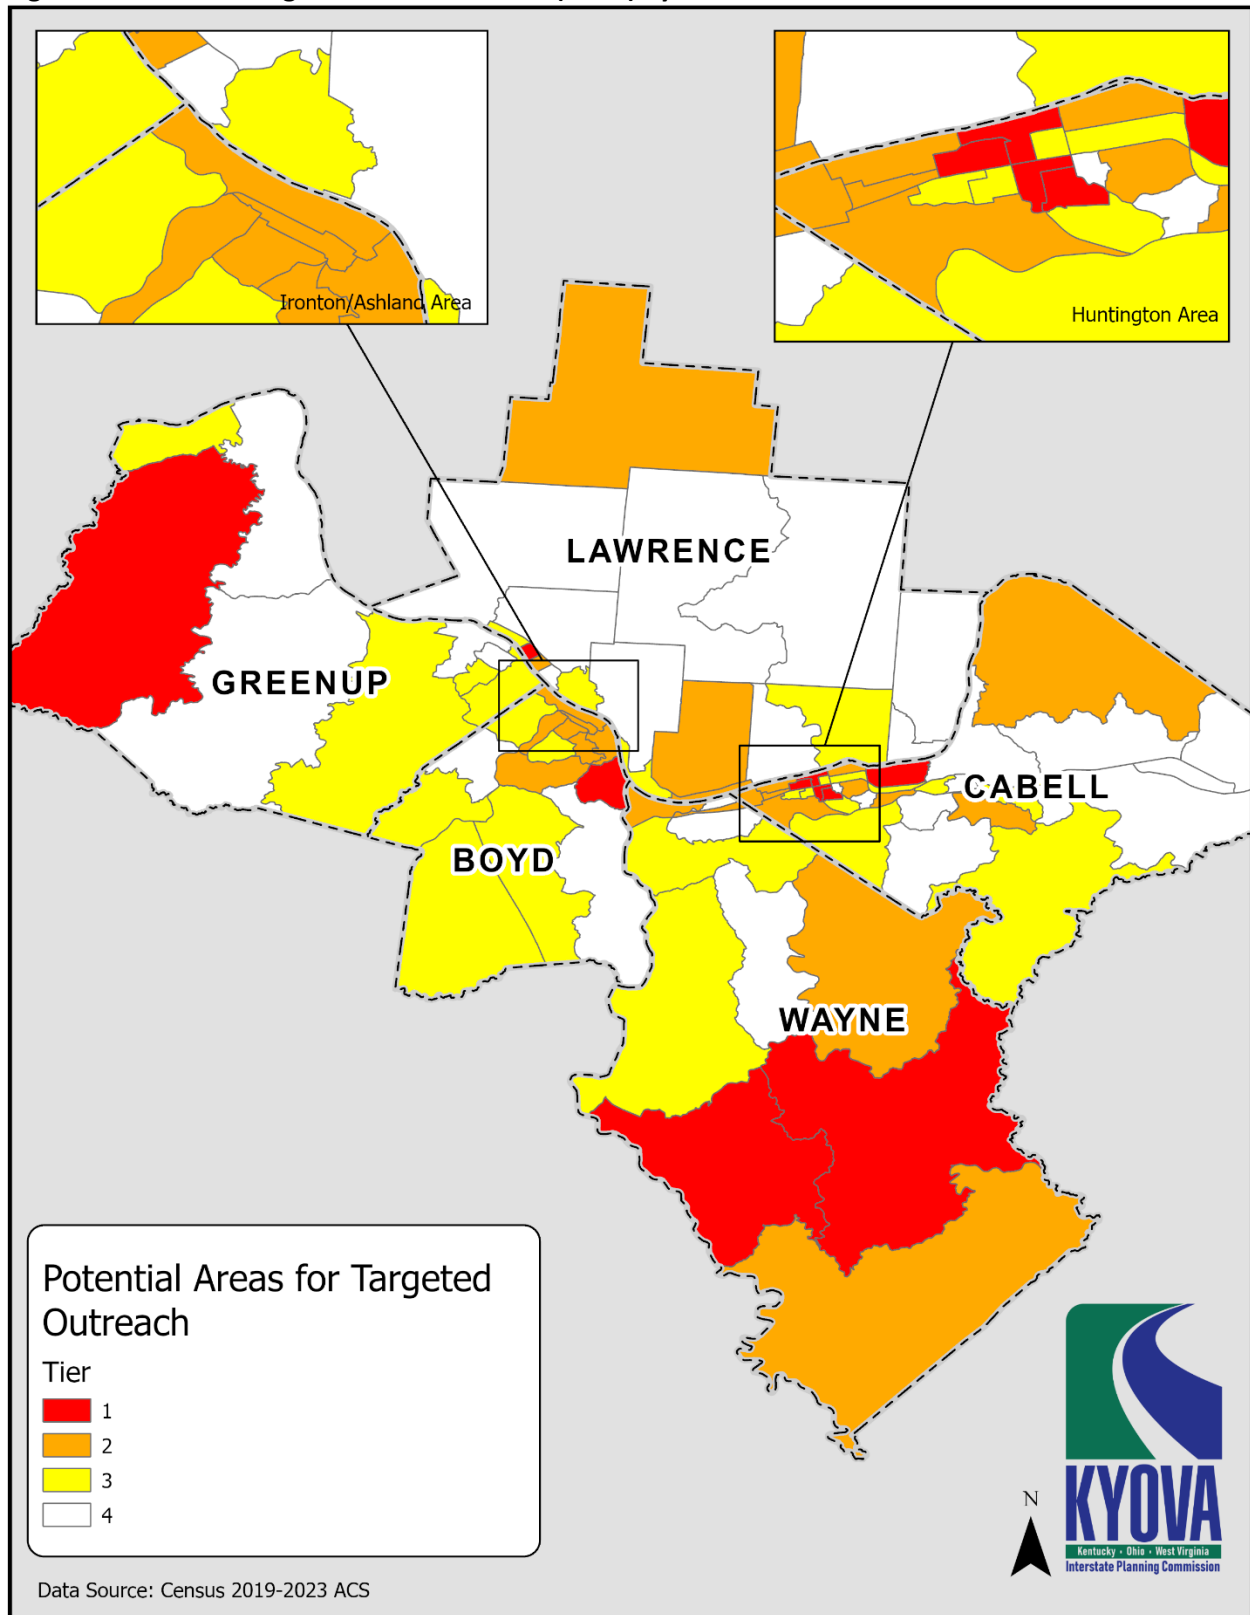 Ironton/Ashland Area
Huntington Area
LAWRENCE
GREENUP
CABELL
BOYD
WAYNE
Potential Areas for Targeted
Outreach
Tier
1
2
3
4
N
KYOVA
Kentucky • Ohio • West Virginia
Interstate Planning Commission
Data Source: Census 2019-2023 ACS